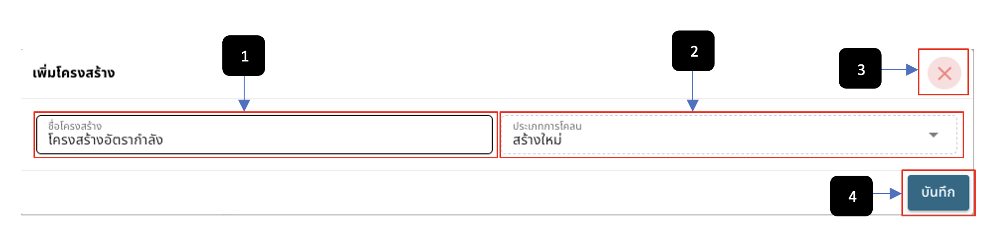 1
2
3
เพิ่มโครงสร้าง
ชื่อโครงสร้าง
โครงสร้างอัตรากำลัง
ประเภทการโคลน
สร้างใหม่
4
บันทึก